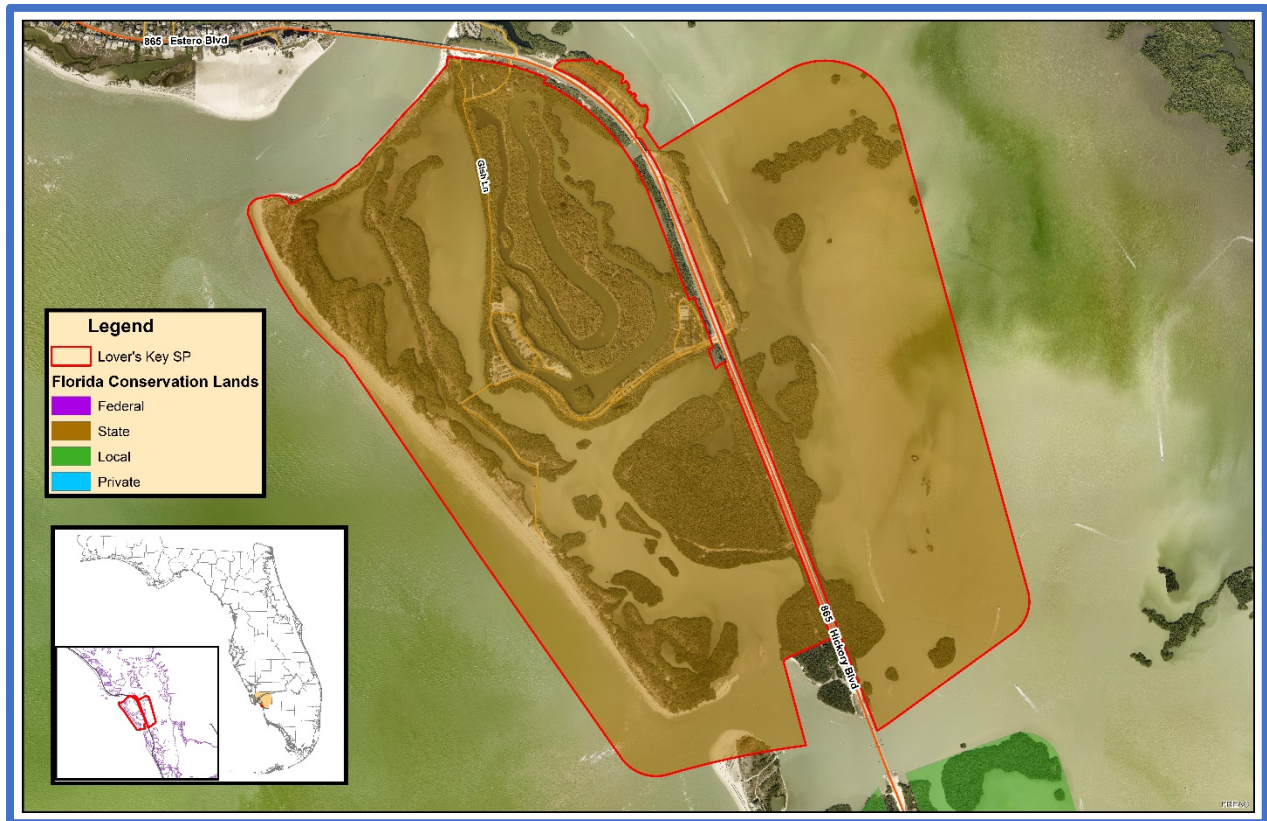 865 Estero Blvd
Gish Ln
Legend
Lover's Key SP
Florida Conservation Lands
Federal
State
Local
Private
865 Hickory Blvd
FREAC